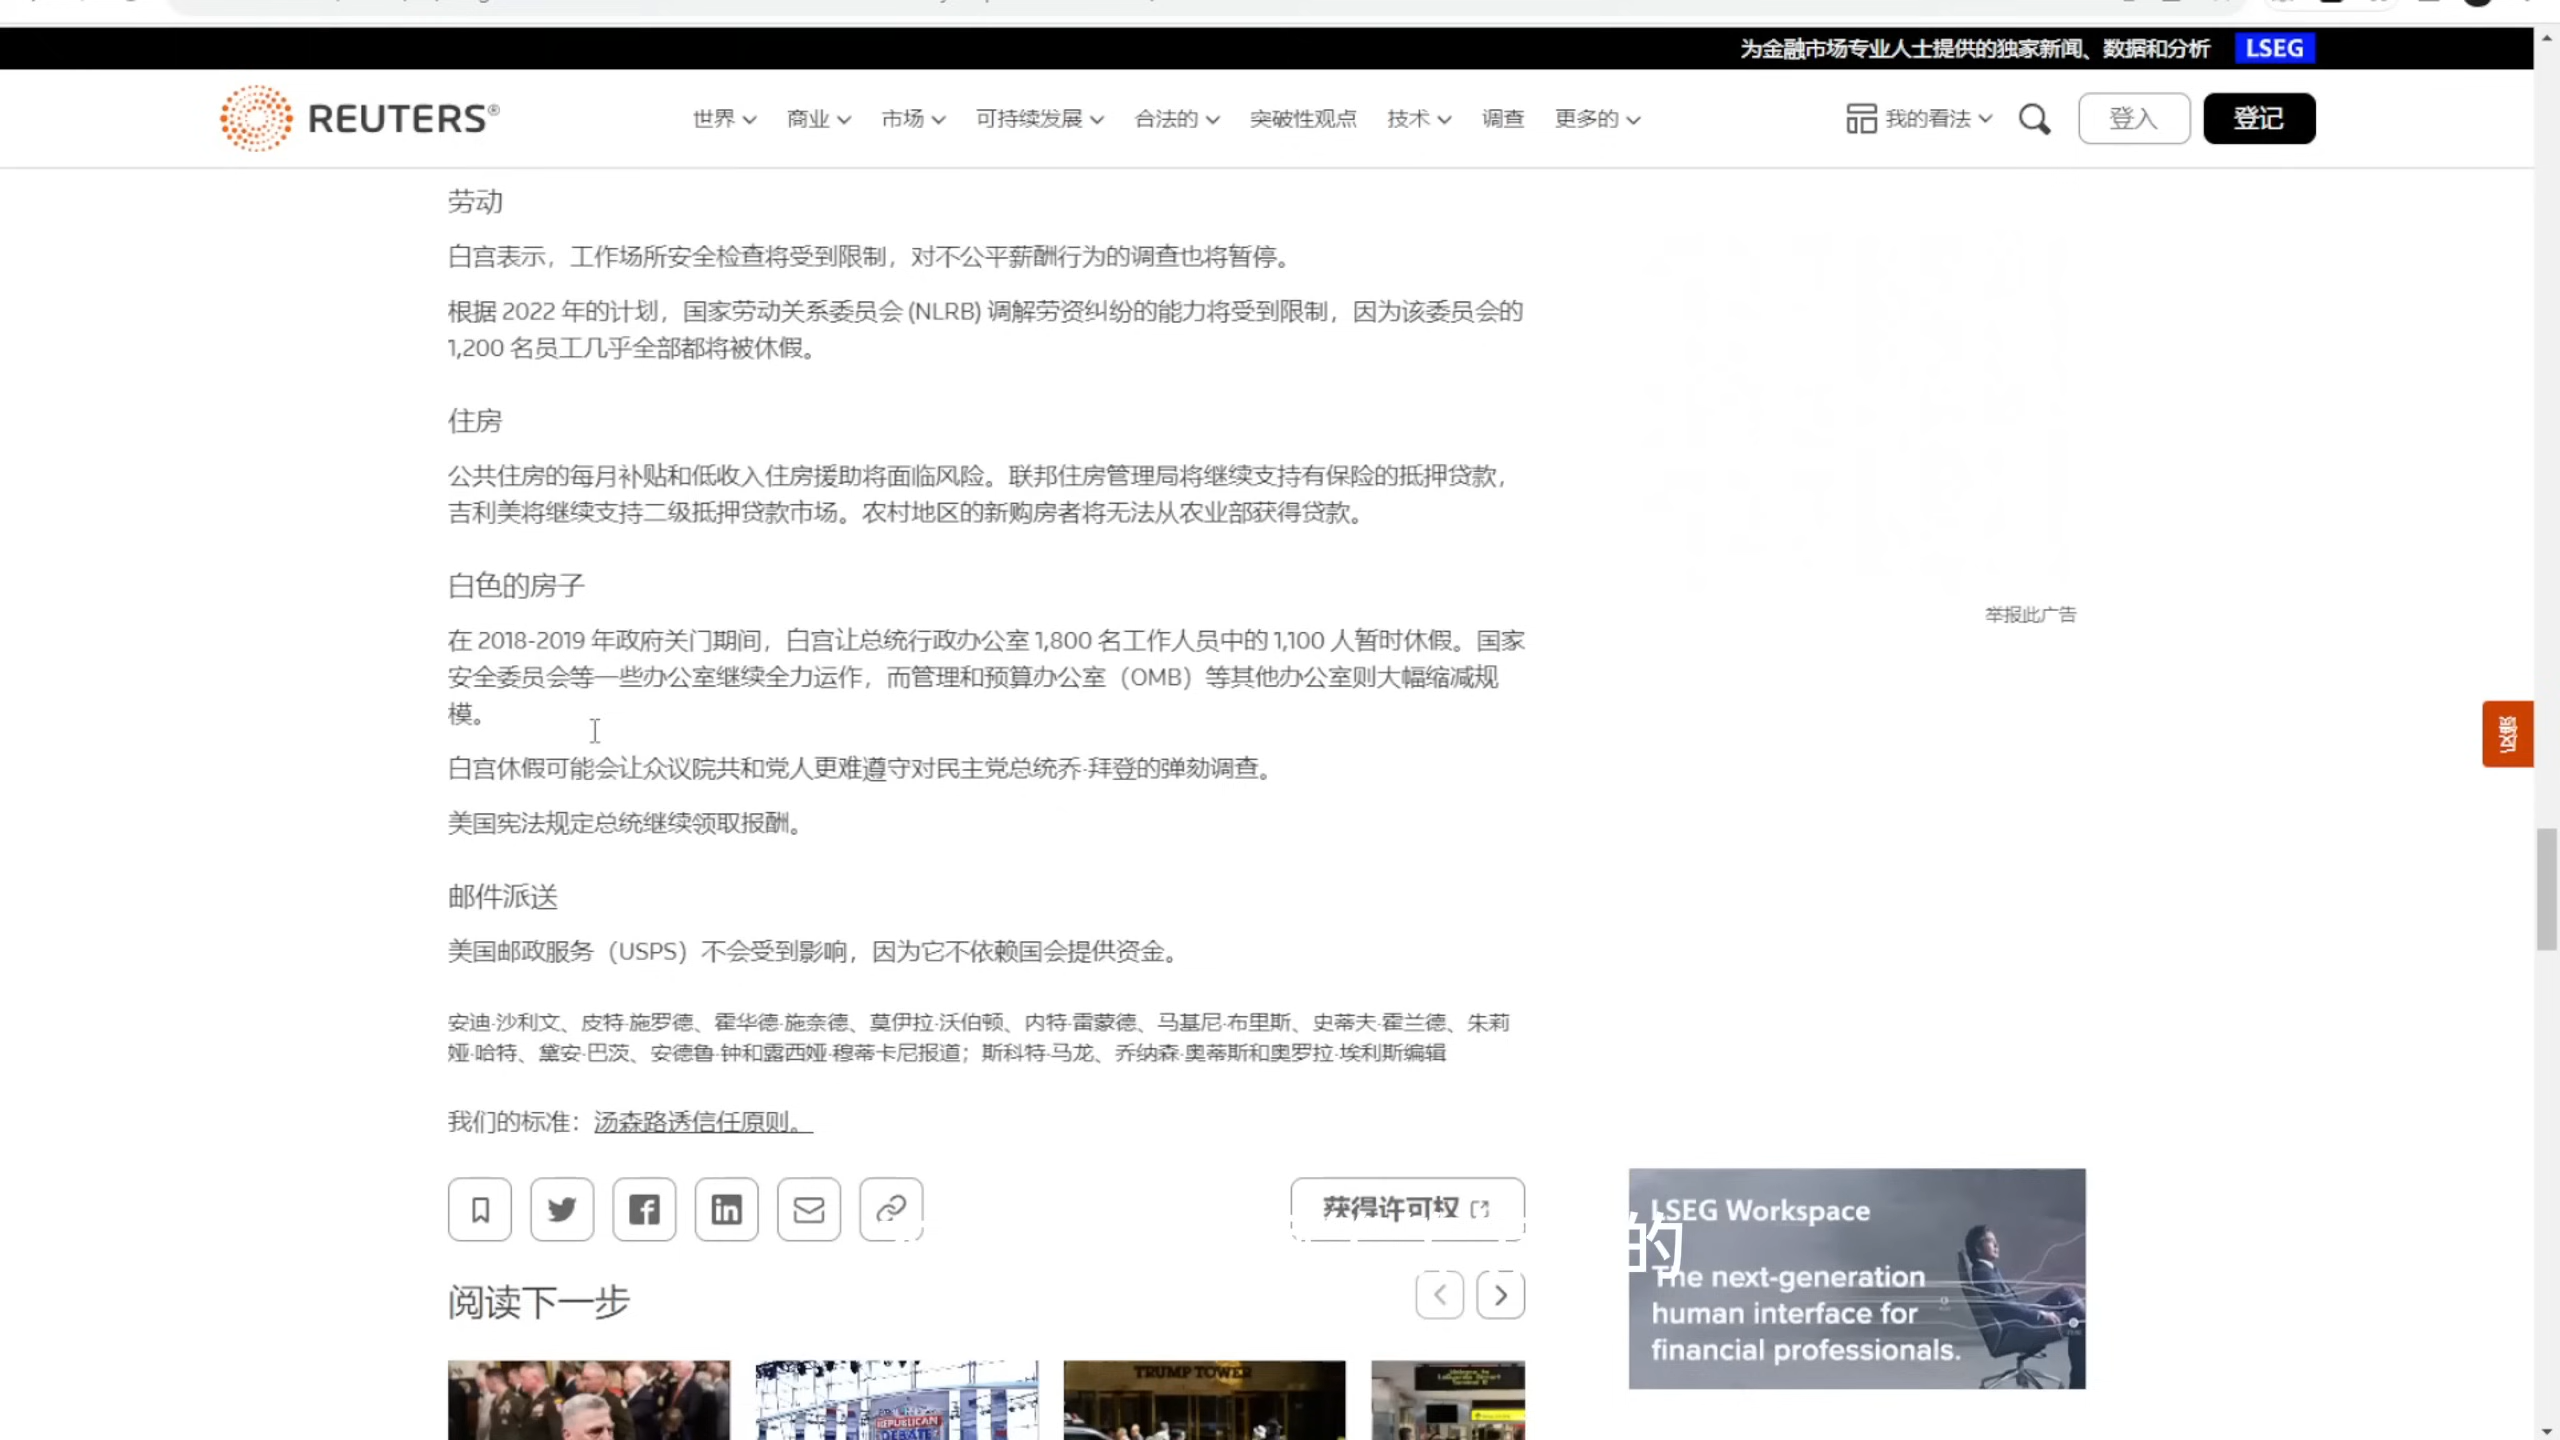 为金融市场专业人士提供的独家新闻、数据和分析 LSEG
REUTERS®
世界 商业 市场 可持续发展 合法的 突破性观点 技术 调查 更多的 我的看法 登入 登记
劳动
白宫表示，工作场所安全检查将受到限制，对不公平薪酬行为的调查也将暂停。
根据 2022 年的计划，国家劳动关系委员会 (NLRB) 调解劳资纠纷的能力将受到限制，因为该委员会的
1,200 名员工几乎全部都将被休假。
住房
公共住房的每月补贴和低收入住房援助将面临风险。联邦住房管理局将继续支持有保险的抵押贷款，
吉利美将继续支持二级抵押贷款市场。农村地区的新购房者将无法从农业部获得贷款。
白色的房子
在 2018-2019 年政府关门期间，白宫让总统行政办公室 1,800 名工作人员中的 1,100 人暂时休假。国家
安全委员会等一些办公室继续全力运作，而管理和预算办公室（OMB）等其他办公室则大幅缩减规
模。
举报此广告
反馈
白宫休假可能会让众议院共和党人更难遵守对民主党总统乔·拜登的弹劾调查。
美国宪法规定总统继续领取报酬。
邮件派送
美国邮政服务（USPS）不会受到影响，因为它不依赖国会提供资金。
安迪·沙利文、皮特·施罗德、霍华德·施奈德、莫伊拉·沃伯顿、内特·雷蒙德、马基尼·布里斯、史蒂夫·霍兰德、朱莉
娅·哈特、黛安·巴茨、安德鲁·钟和露西娅·穆蒂卡尼报道；斯科特·马龙、乔纳森·奥蒂斯和奥罗拉·埃利斯编辑
我们的标准：汤森路透信任原则。
获得许可权
的
LSEG Workspace
The next-generation
human interface for
financial professionals.
阅读下一步
TRUMP TOWER
REPUBLICAN
DEBATE